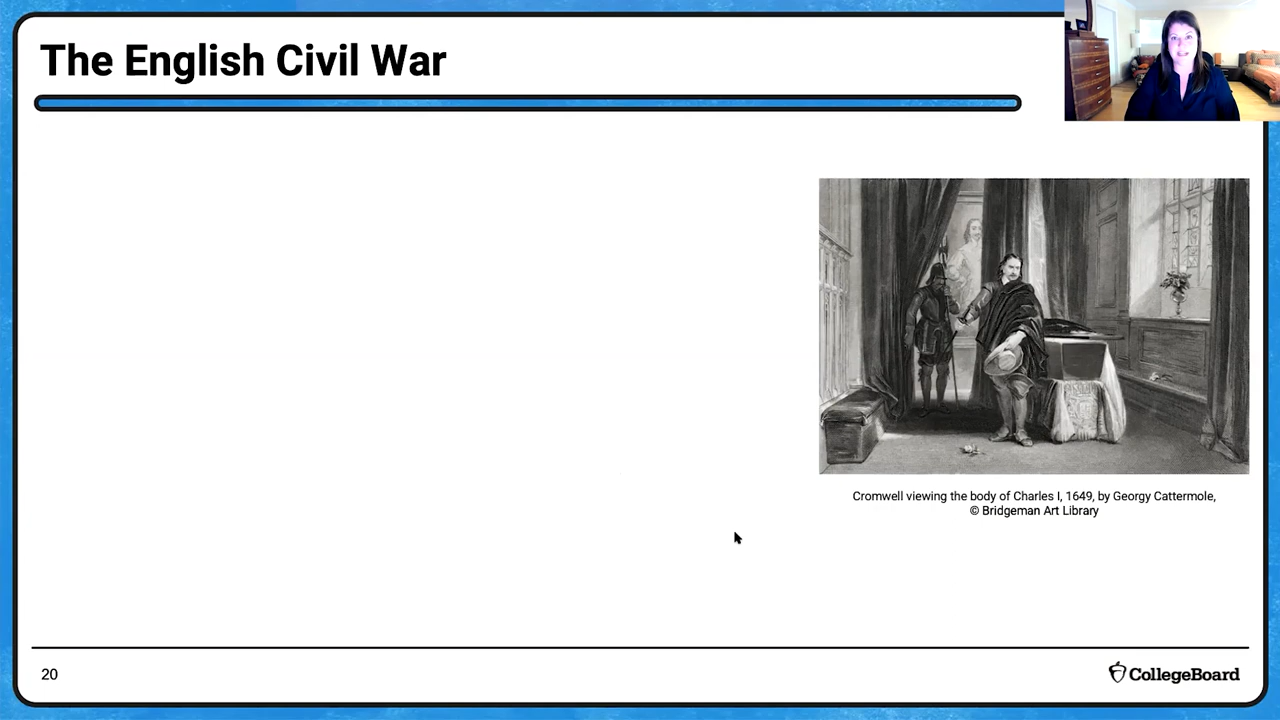 The English Civil War
Cromwell viewing the body of Charles I, 1649, by Georgy Cattermole,
© Bridgeman Art Library
20
CollegeBoard